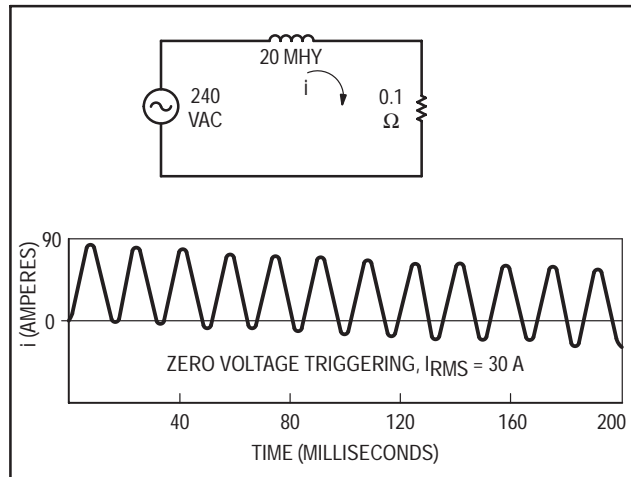 20 MHY
240
VAC
i
0.1
Ω
i (AMPERES)
90
0
ZERO VOLTAGE TRIGGERING, IRMS = 30 A
40
80
120
160
200
TIME (MILLISECONDS)